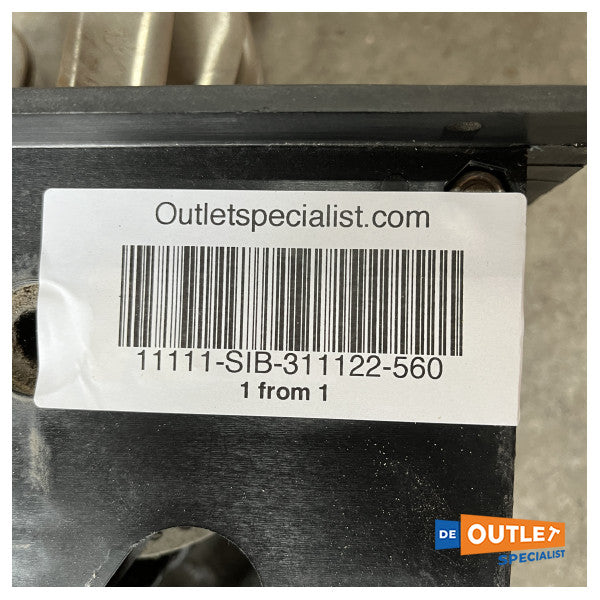 Outletspecialist.com
11111-SIB-311122-560
1 from 1
DE OUTLET
SPECIALIST